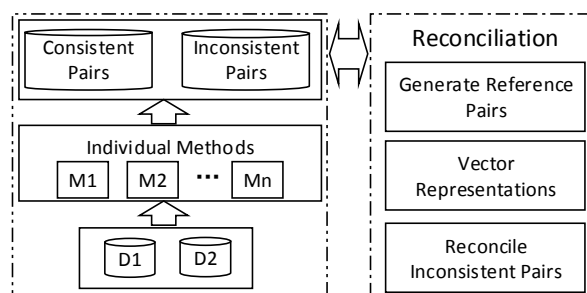 Consistent
Pairs
Inconsistent
Pairs
Individual Methods
M1 M2 ... Mn
D1 D2
Reconciliation
Generate Reference
Pairs
Vector
Representations
Reconcile
Inconsistent Pairs